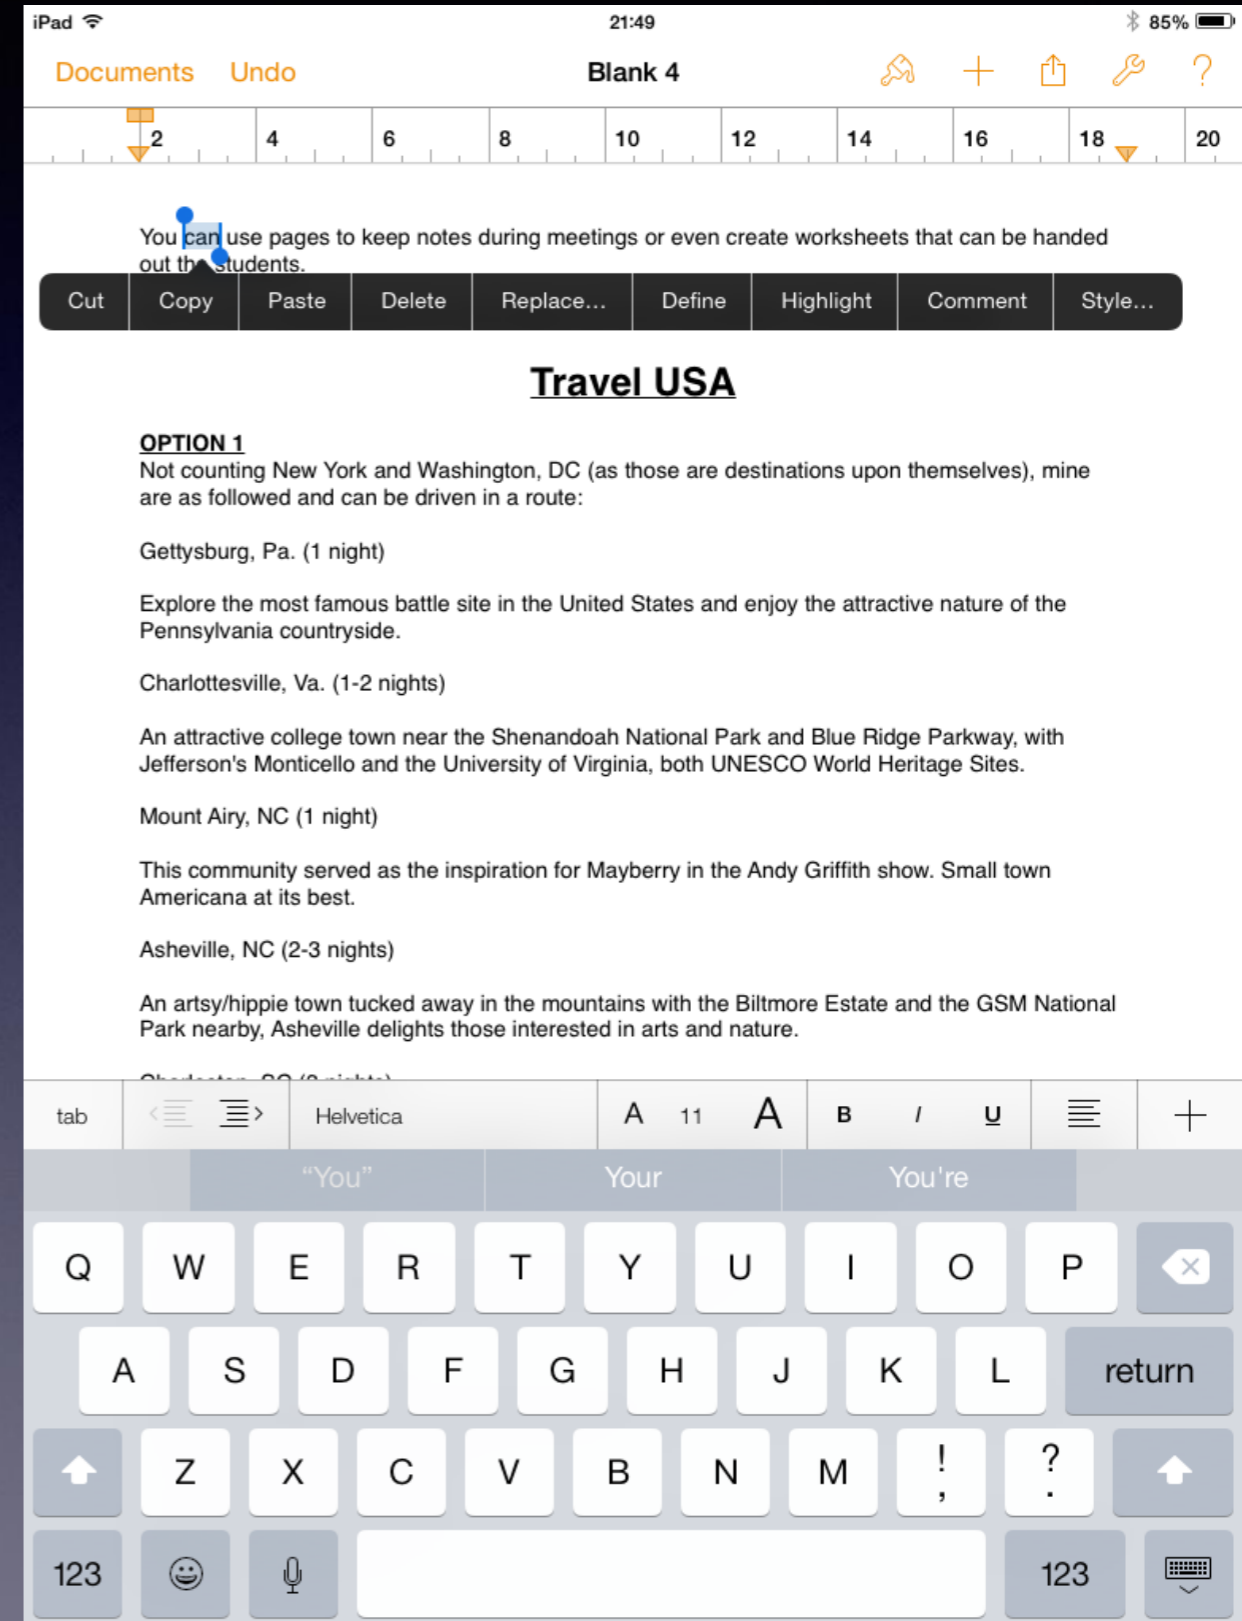 iPad 21:49 85%
Documents Undo Blank 4 ?
2 4 6 8 10 12 14 16 18 20
You can use pages to keep notes during meetings or even create worksheets that can be handed
out the students.
Cut Copy Paste Delete Replace... Define Highlight Comment Style...
Travel USA
OPTION 1
Not counting New York and Washington, DC (as those are destinations upon themselves), mine
are as followed and can be driven in a route:
Gettysburg, Pa. (1 night)
Explore the most famous battle site in the United States and enjoy the attractive nature of the
Pennsylvania countryside.
Charlottesville, Va. (1-2 nights)
An attractive college town near the Shenandoah National Park and Blue Ridge Parkway, with
Jefferson's Monticello and the University of Virginia, both UNESCO World Heritage Sites.
Mount Airy, NC (1 night)
This community served as the inspiration for Mayberry in the Andy Griffith show. Small town
Americana at its best.
Asheville, NC (2-3 nights)
An artsy/hippie town tucked away in the mountains with the Biltmore Estate and the GSM National
Park nearby, Asheville delights those interested in arts and nature.
tab Helvetica A 11 A B I U
“You” Your You're
Q W E R T Y U I O P
A S D F G H J K L return
Z X C V B N M ! , ? .
123 123